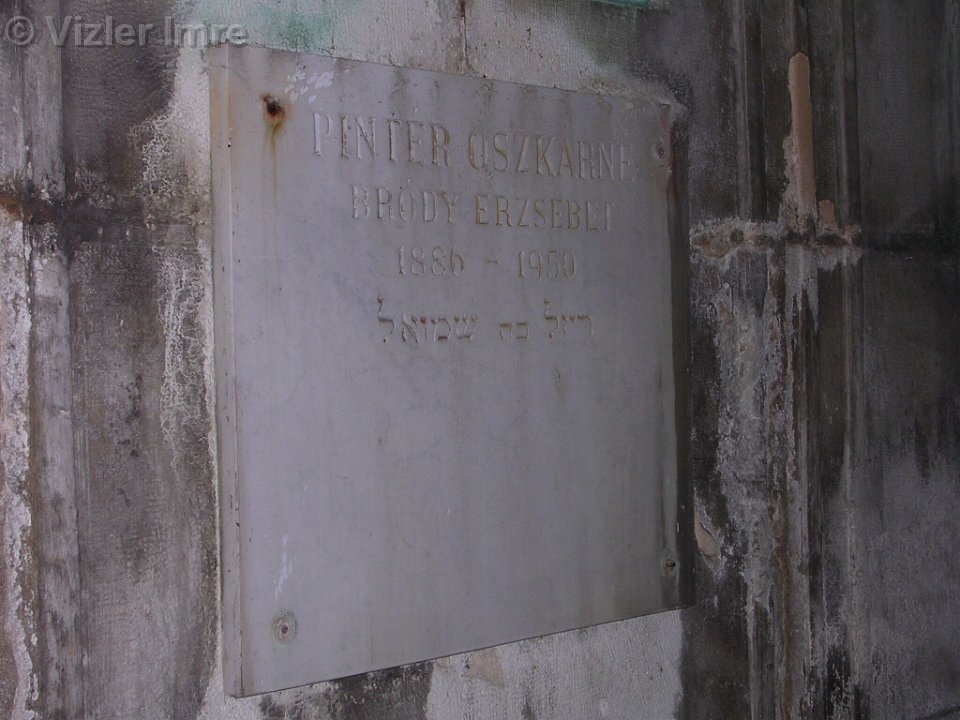 © Vizler Imre
PINTÉR OSZKÁRNÉ
BRÓDY ERZSÉBET
1886 - 1950
רייזל בת שמואל